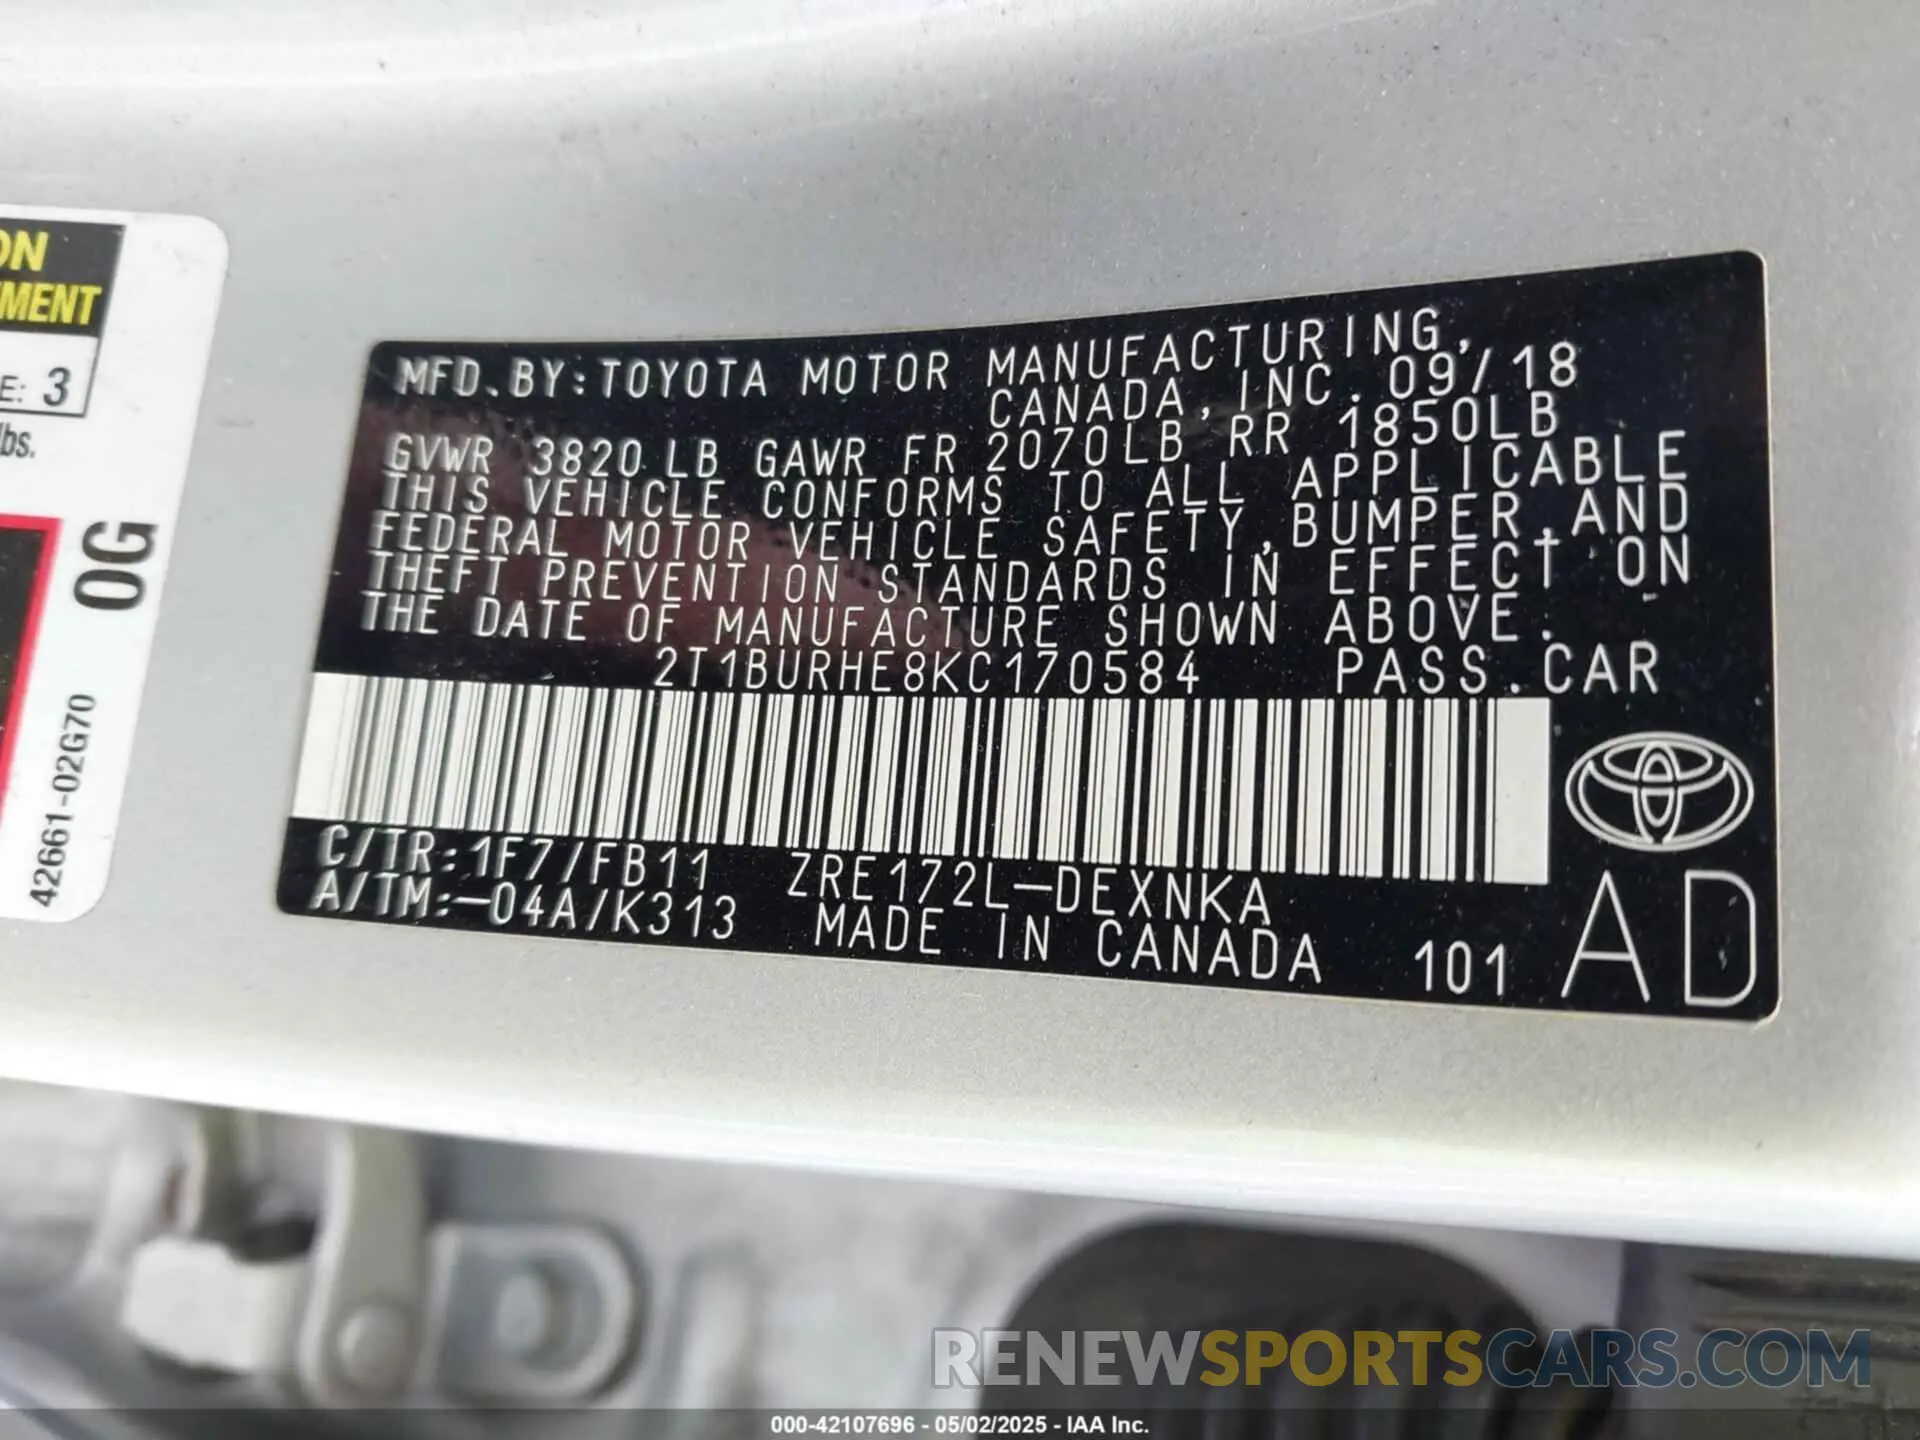 ON
MENT
E: 3
lbs.
0G
42661-02G70
MFD.BY:TOYOTA MOTOR MANUFACTURING,
CANADA, INC. 09/18
GVWR 3820 LB GAWR FR 2070LB RR 1850LB
THIS VEHICLE CONFORMS TO ALL APPLICABLE
FEDERAL MOTOR VEHICLE SAFETY, BUMPER, AND
THEFT PREVENTION STANDARDS IN EFFECT ON
THE DATE OF MANUFACTURE SHOWN ABOVE.
2T1BURHE8KC170584 PASS.CAR
C/TR:1F7/FB11 ZRE172L-DEXNKA
A/TM:-04A/K313 MADE IN CANADA 101 AD
RENEWSPORTSCARS.COM
000-42107696 - 05/02/2025 - IAA Inc.